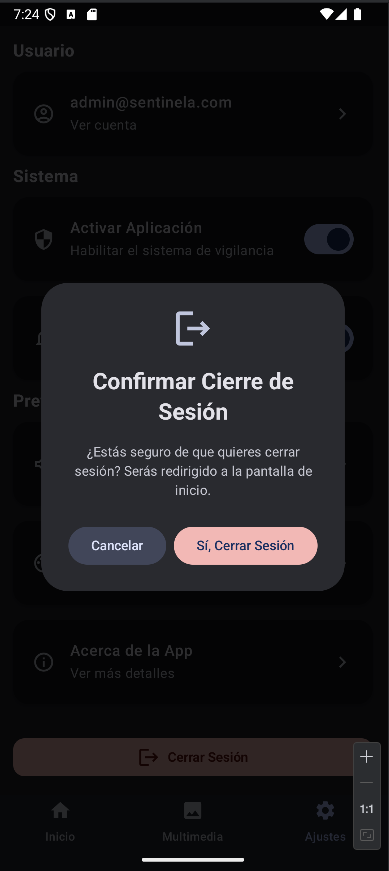 7:24
Usuario
admin@sentinela.com
Ver cuenta
Sistema
Activar Aplicación
Habilitar el sistema de vigilancia
Confirmar Cierre de
Sesión
¿Estás seguro de que quieres cerrar
sesión? Serás redirigido a la pantalla de
inicio.
Cancelar
Sí, Cerrar Sesión
Acerca de la App
Ver más detalles
Cerrar Sesión
1:1
Inicio
Multimedia
Ajustes